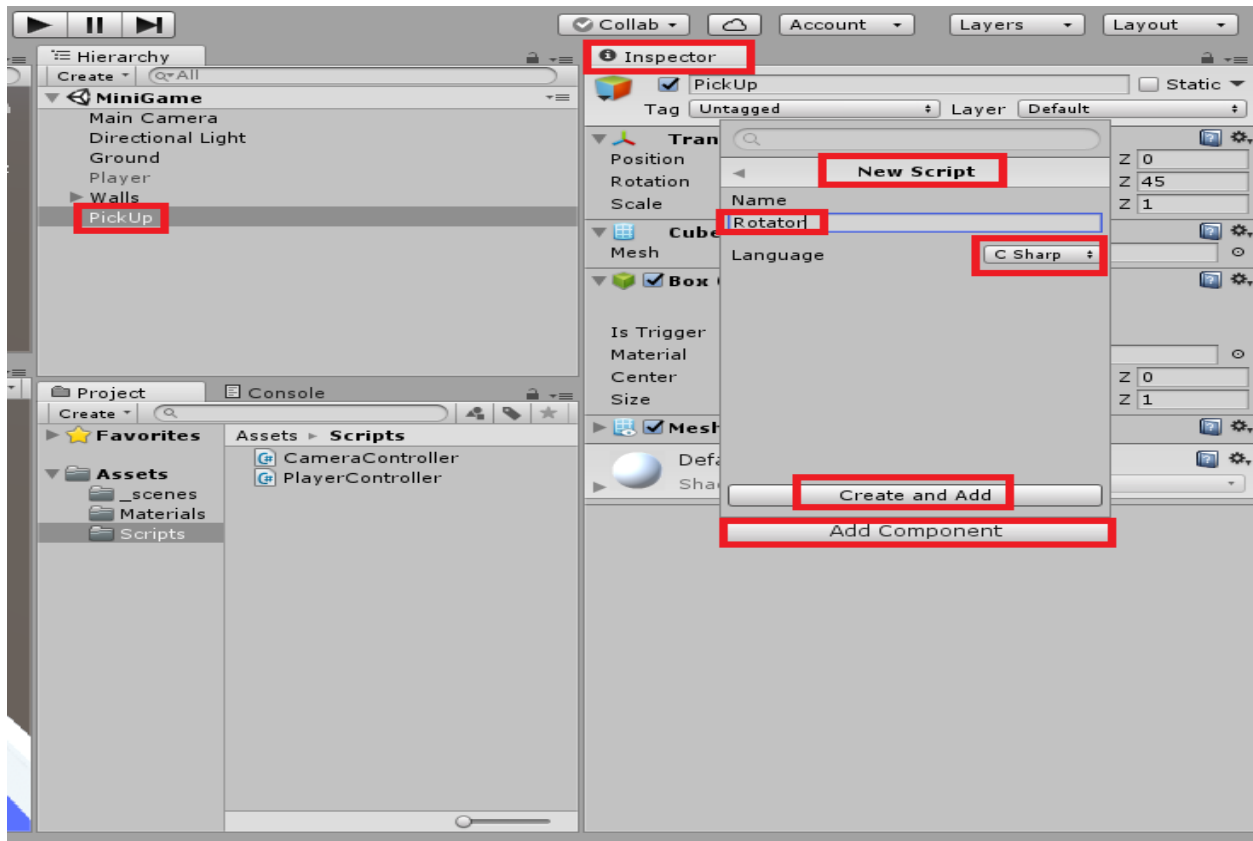 Collab Account Layers Layout
Hierarchy
Create All
MiniGame
Main Camera
Directional Light
Ground
Player
Walls
PickUp
Project Console
Create
Favorites
Assets
_scenes
Materials
Scripts
Assets Scripts
CameraController
PlayerController
Inspector
PickUp Static
Tag Untagged Layer Default
Tran
Position Z 0
Rotation Z 45
Scale Z 1
Cube
Mesh
Box
Is Trigger
Material
Center Z 0
Size Z 1
Mesh
Defa
Sha
New Script
Name
Rotator
Language C Sharp
Create and Add
Add Component